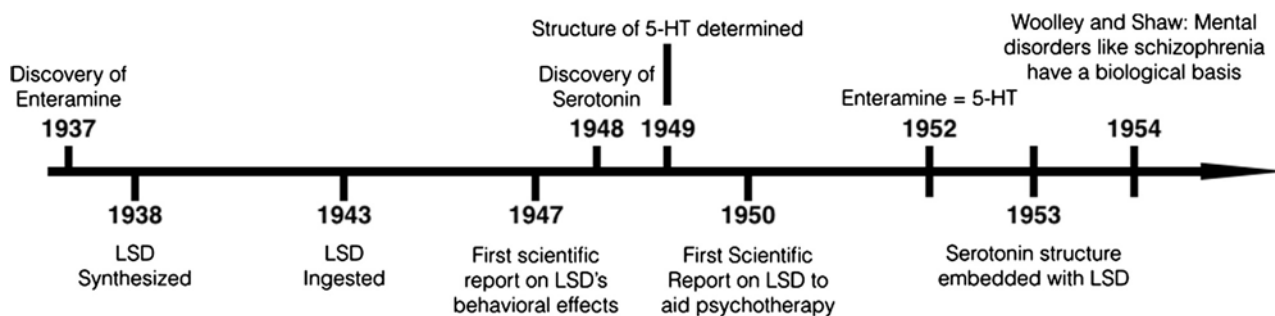 Discovery of
Enteramine
1937
Structure of 5-HT determined
Discovery of
Serotonin
1948
1949
Enteramine = 5-HT
1952
Woolley and Shaw: Mental
disorders like schizophrenia
have a biological basis
1954
1938
LSD
Synthesized
1943
LSD
Ingested
1947
First scientific
report on LSD's
behavioral effects
1950
First Scientific
Report on LSD to
aid psychotherapy
1953
Serotonin structure
embedded with LSD